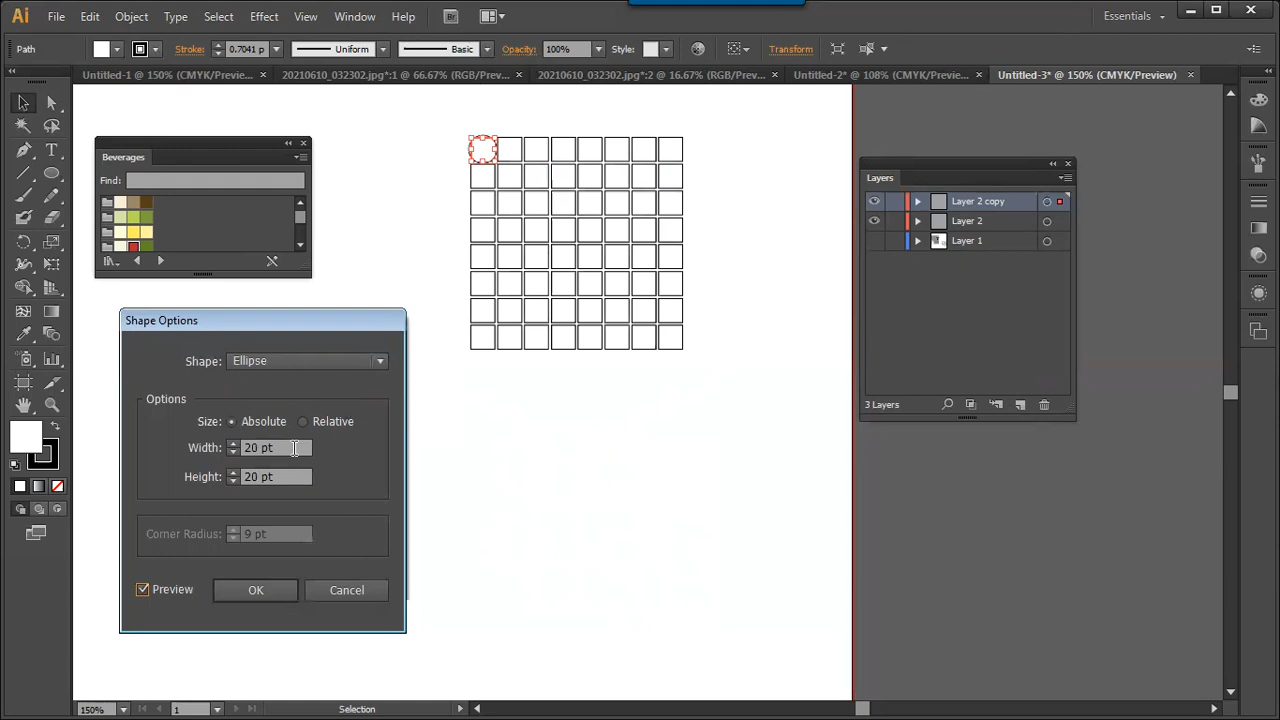 Ai File Edit Object Type Select Effect View Window Help Br Essentials
Path Stroke: 0.7041 p Uniform Basic Opacity: 100% Style: Transform
Untitled-1 @ 150% (CMYK/Preview... 20210610_032302.jpg*:1 @ 66.67% (RGB/Prev... 20210610_032302.jpg*:2 @ 16.67% (RGB/Prev... Untitled-2* @ 108% (CMYK/Previe... Untitled-3* @ 150% (CMYK/Preview)
Beverages
Find:
Layers
Layer 2 copy
Layer 2
Layer 1
3 Layers
Shape Options
Shape: Ellipse
Options
Size: Absolute Relative
Width: 20 pt
Height: 20 pt
Corner Radius: 9 pt
Preview OK Cancel
150% 1 Selection